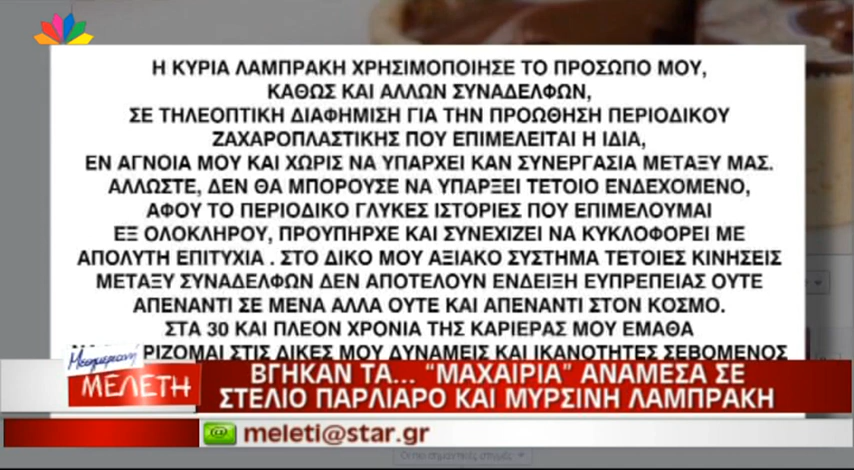 Η ΚΥΡΙΑ ΛΑΜΠΡΑΚΗ ΧΡΗΣΙΜΟΠΟΙΗΣΕ ΤΟ ΠΡΟΣΩΠΟ ΜΟΥ,
ΚΑΘΩΣ ΚΑΙ ΑΛΛΩΝ ΣΥΝΑΔΕΛΦΩΝ,
ΣΕ ΤΗΛΕΟΠΤΙΚΗ ΔΙΑΦΗΜΙΣΗ ΓΙΑ ΤΗΝ ΠΡΟΩΘΗΣΗ ΠΕΡΙΟΔΙΚΟΥ
ΖΑΧΑΡΟΠΛΑΣΤΙΚΗΣ ΠΟΥ ΕΠΙΜΕΛΕΙΤΑΙ Η ΙΔΙΑ,
ΕΝ ΑΓΝΟΙΑ ΜΟΥ ΚΑΙ ΧΩΡΙΣ ΝΑ ΥΠΑΡΧΕΙ ΚΑΝ ΣΥΝΕΡΓΑΣΙΑ ΜΕΤΑΞΥ ΜΑΣ.
ΑΛΛΩΣΤΕ, ΔΕΝ ΘΑ ΜΠΟΡΟΥΣΕ ΝΑ ΥΠΑΡΞΕΙ ΤΕΤΟΙΟ ΕΝΔΕΧΟΜΕΝΟ,
ΑΦΟΥ ΤΟ ΠΕΡΙΟΔΙΚΟ ΓΛΥΚΕΣ ΙΣΤΟΡΙΕΣ ΠΟΥ ΕΠΙΜΕΛΟΥΜΑΙ
ΕΞ ΟΛΟΚΛΗΡΟΥ, ΠΡΟΥΠΗΡΧΕ ΚΑΙ ΣΥΝΕΧΙΖΕΙ ΝΑ ΚΥΚΛΟΦΟΡΕΙ ΜΕ
ΑΠΟΛΥΤΗ ΕΠΙΤΥΧΙΑ . ΣΤΟ ΔΙΚΟ ΜΟΥ ΑΞΙΑΚΟ ΣΥΣΤΗΜΑ ΤΕΤΟΙΕΣ ΚΙΝΗΣΕΙΣ
ΜΕΤΑΞΥ ΣΥΝΑΔΕΛΦΩΝ ΔΕΝ ΑΠΟΤΕΛΟΥΝ ΕΝΔΕΙΞΗ ΕΥΠΡΕΠΕΙΑΣ ΟΥΤΕ
ΑΠΕΝΑΝΤΙ ΣΕ ΜΕΝΑ ΑΛΛΑ ΟΥΤΕ ΚΑΙ ΑΠΕΝΑΝΤΙ ΣΤΟΝ ΚΟΣΜΟ.
ΣΤΑ 30 ΚΑΙ ΠΛΕΟΝ ΧΡΟΝΙΑ ΤΗΣ ΚΑΡΙΕΡΑΣ ΜΟΥ ΕΜΑΘΑ
ΣΤΙΣ ΔΙΚΕΣ ΜΟΥ ΔΥΝΑΜΕΙΣ ΚΑΙ ΙΚΑΝΟΤΗΤΕΣ ΣΕΒΟΜΕΝΟΣ
Μεσημεριανή
ΜΕΛΕΤΗ
ΒΓΗΚΑΝ ΤΑ... "ΜΑΧΑΙΡΙΑ" ΑΝΑΜΕΣΑ ΣΕ
ΣΤΕΛΙΟ ΠΑΡΛΙΑΡΟ ΚΑΙ ΜΥΡΣΙΝΗ ΛΑΜΠΡΑΚΗ
@ meleti@star.gr